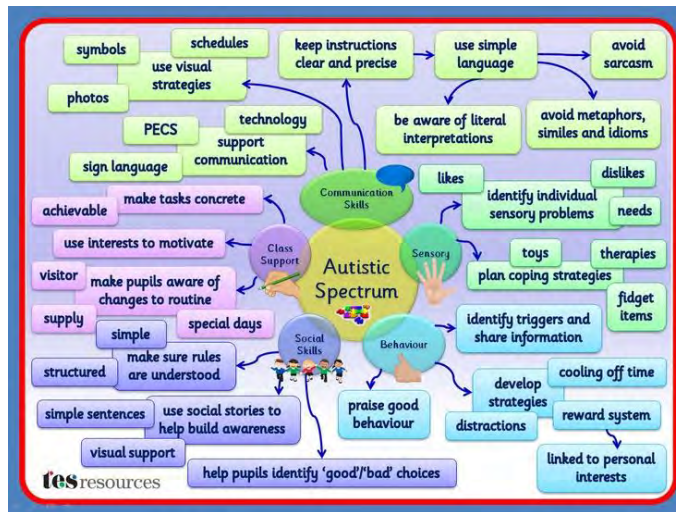 symbols
schedules
use visual
strategies
photos
keep instructions
clear and precise
use simple
language
avoid
sarcasm
be aware of literal
interpretations
avoid metaphors,
similes and idioms
PECS
technology
support
communication
sign language
Communication
Skills
likes
dislikes
identify individual
sensory problems
needs
make tasks concrete
achievable
use interests to motivate
Class
Support
visitor
make pupils aware of
changes to routine
supply
special days
Autistic
Spectrum
Sensory
toys
therapies
plan coping strategies
fidget
items
simple
make sure rules
are understood
structured
Social
Skills
Behaviour
identify triggers and
share information
simple sentences
use social stories to
help build awareness
visual support
help pupils identify ‘good’/‘bad’ choices
praise good
behaviour
cooling off time
develop
strategies
distractions
reward system
linked to personal
interests
tes resources